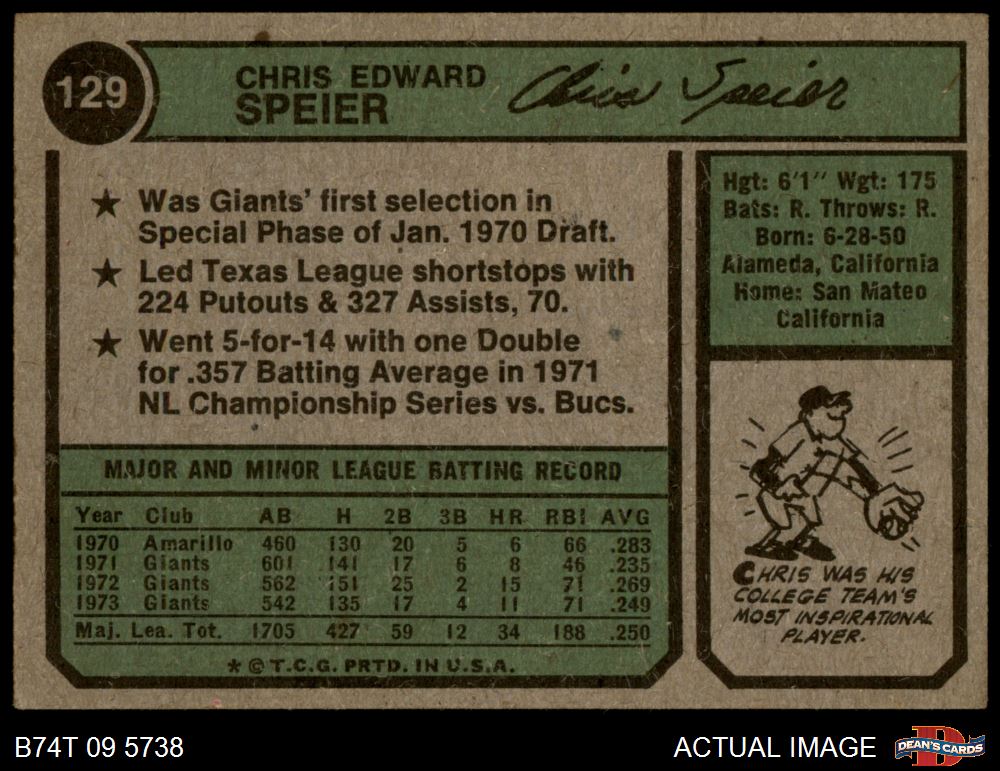 129
CHRIS EDWARD
SPEIER
Chris Speier
★ Was Giants' first selection in
Special Phase of Jan. 1970 Draft.
★ Led Texas League shortstops with
224 Putouts & 327 Assists, 70.
★ Went 5-for-14 with one Double
for .357 Batting Average in 1971
NL Championship Series vs. Bucs.
Hgt: 6'1" Wgt: 175
Bats: R. Throws: R.
Born: 6-28-50
Alameda, California
Home: San Mateo
California
CHRIS WAS HIS
COLLEGE TEAM'S
MOST INSPIRATIONAL
PLAYER.
MAJOR AND MINOR LEAGUE BATTING RECORD
Year Club AB H 2B 3B HR RBI AVG
1970 Amarillo 460 130 20 5 6 66 .283
1971 Giants 601 141 17 6 8 46 .235
1972 Giants 562 151 25 2 15 71 .269
1973 Giants 542 135 17 4 11 71 .249
Maj. Lea. Tot. 1705 427 59 12 34 188 .250
* © T.C.G. PRTD. IN U.S.A.
B74T 09 5738
ACTUAL IMAGE
DEAN'S CARDS